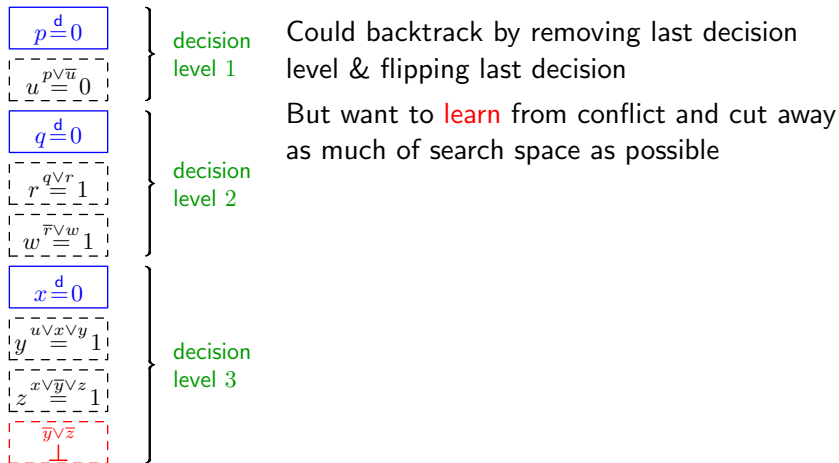 p =ᵈ 0
u =^{p∨u̅} 0
decision
level 1
q =ᵈ 0
r =^{q∨r} 1
w =^{r̅∨w} 1
decision
level 2
x =ᵈ 0
y =^{u∨x∨y} 1
z =^{x∨y̅∨z} 1
y̅∨z̅
⊥
decision
level 3
Could backtrack by removing last decision
level & flipping last decision
But want to learn from conflict and cut away
as much of search space as possible